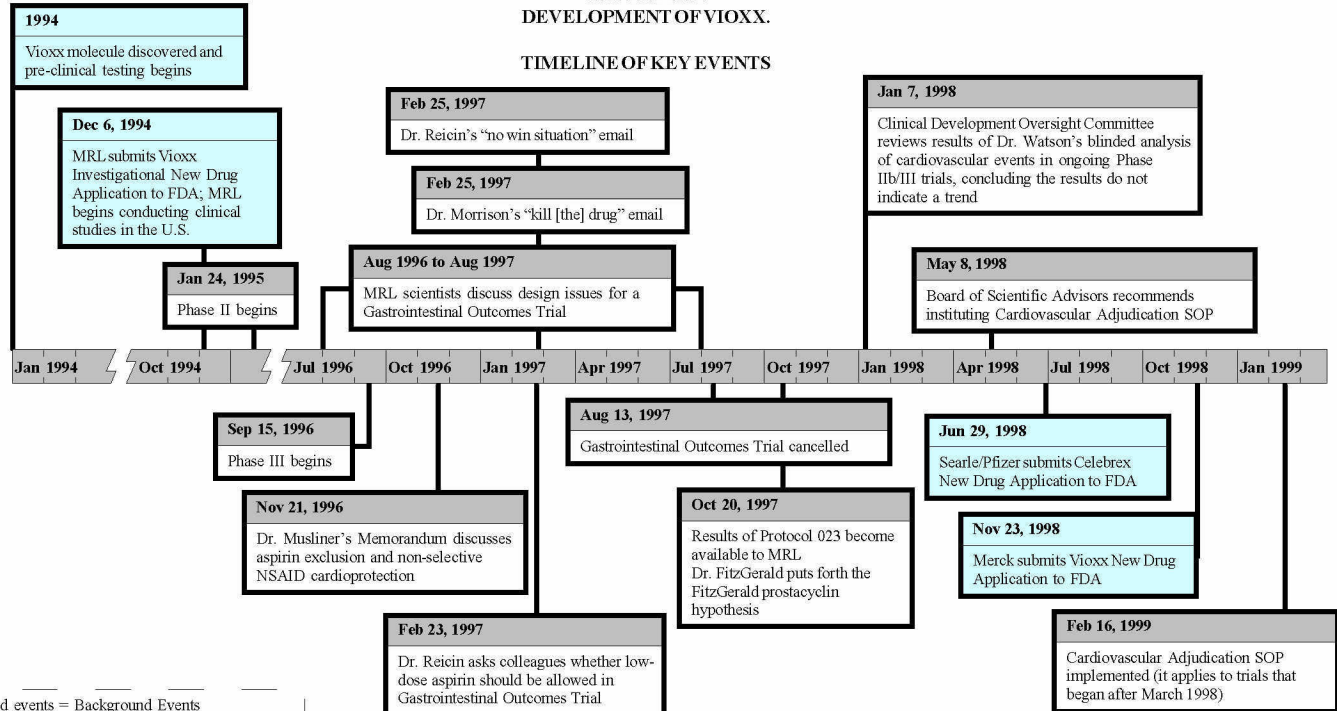 DEVELOPMENT OF VIOXX.
TIMELINE OF KEY EVENTS
1994
Vioxx molecule discovered and
pre-clinical testing begins
Dec 6, 1994
MRL submits Vioxx
Investigational New Drug
Application to FDA; MRL
begins conducting clinical
studies in the U.S.
Jan 24, 1995
Phase II begins
Feb 25, 1997
Dr. Reicin's “no win situation” email
Feb 25, 1997
Dr. Morrison's “kill [the] drug” email
Aug 1996 to Aug 1997
MRL scientists discuss design issues for a
Gastrointestinal Outcomes Trial
Jan 7, 1998
Clinical Development Oversight Committee
reviews results of Dr. Watson's blinded analysis
of cardiovascular events in ongoing Phase
IIb/III trials, concluding the results do not
indicate a trend
May 8, 1998
Board of Scientific Advisors recommends
instituting Cardiovascular Adjudication SOP
Jan 1994 Oct 1994 Jul 1996 Oct 1996 Jan 1997 Apr 1997 Jul 1997 Oct 1997 Jan 1998 Apr 1998 Jul 1998 Oct 1998 Jan 1999
Sep 15, 1996
Phase III begins
Nov 21, 1996
Dr. Musliner's Memorandum discusses
aspirin exclusion and non-selective
NSAID cardioprotection
Feb 23, 1997
Dr. Reicin asks colleagues whether low-
dose aspirin should be allowed in
Gastrointestinal Outcomes Trial
Aug 13, 1997
Gastrointestinal Outcomes Trial cancelled
Oct 20, 1997
Results of Protocol 023 become
available to MRL
Dr. FitzGerald puts forth the
FitzGerald prostacyclin
hypothesis
Jun 29, 1998
Searle/Pfizer submits Celebrex
New Drug Application to FDA
Nov 23, 1998
Merck submits Vioxx New Drug
Application to FDA
Feb 16, 1999
Cardiovascular Adjudication SOP
implemented (it applies to trials that
began after March 1998)
d events = Background Events